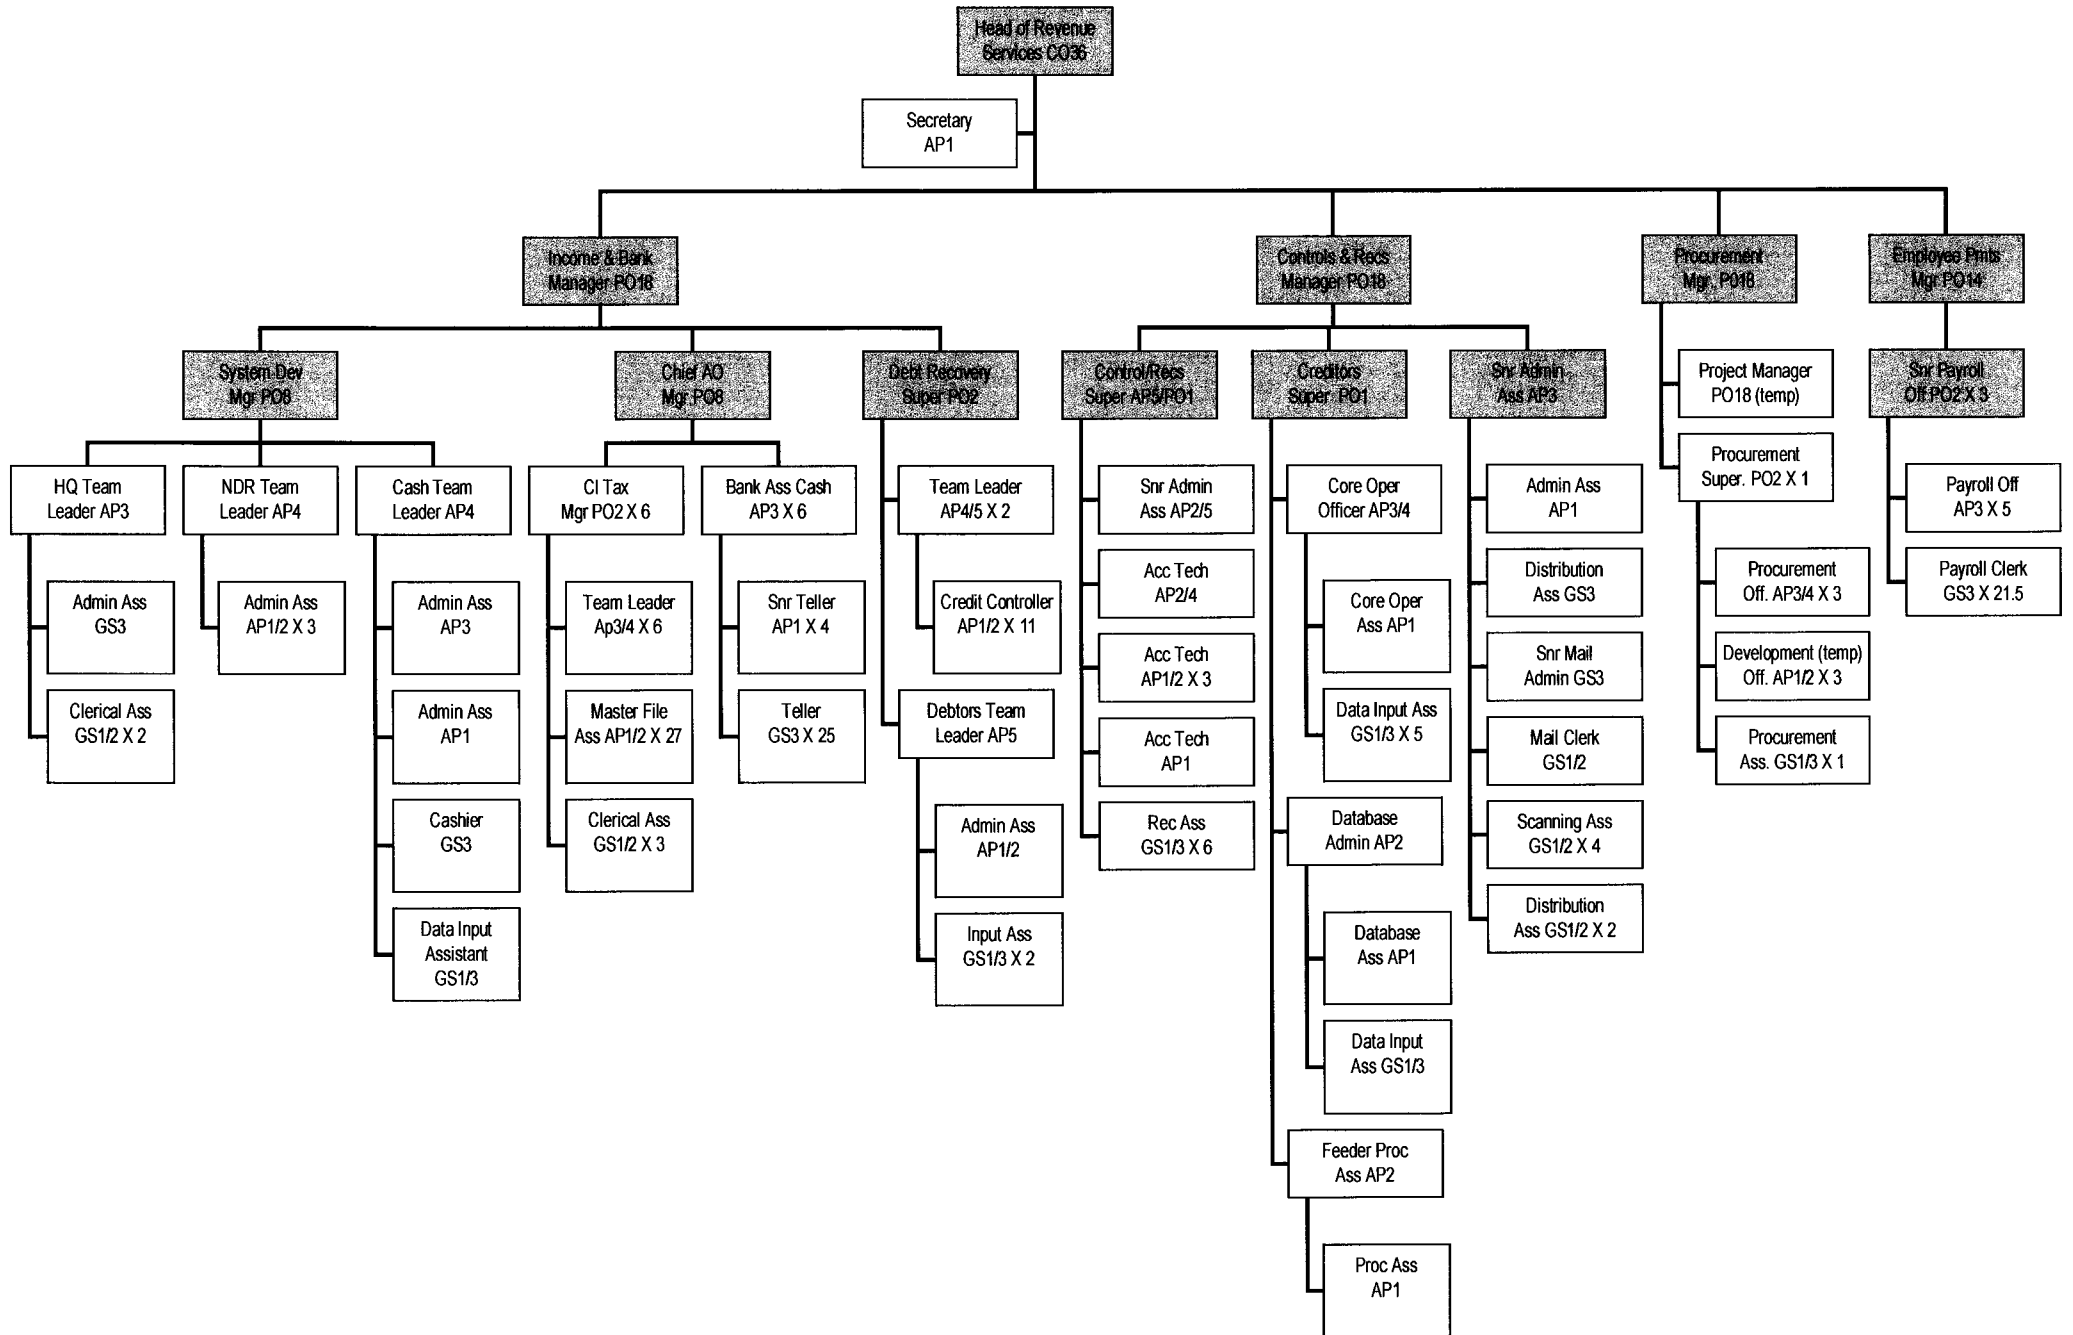 Head of Revenue
Services CO36
Secretary
AP1
Income & Bank
Manager PO18
Controls & Recs
Manager PO18
Procurement
Mgr. PO18
Employee Pmts
Mgr PO14
System Dev
Mgr PO8
Chief AO
Mgr PO8
Debt Recovery
Super PO2
Control/Recs
Super AP5/PO1
Creditors
Super PO1
Snr Admin
Ass AP3
Project Manager
PO18 (temp)
Snr Payroll
Off PO2 X 3
HQ Team
Leader AP3
NDR Team
Leader AP4
Cash Team
Leader AP4
CI Tax
Mgr PO2 X 6
Bank Ass Cash
AP3 X 6
Team Leader
AP4/5 X 2
Snr Admin
Ass AP2/5
Core Oper
Officer AP3/4
Admin Ass
AP1
Procurement
Super. PO2 X 1
Payroll Off
AP3 X 5
Admin Ass
GS3
Clerical Ass
GS1/2 X 2
Admin Ass
AP1/2 X 3
Admin Ass
AP3
Admin Ass
AP1
Cashier
GS3
Data Input
Assistant
GS1/3
Team Leader
Ap3/4 X 6
Master File
Ass AP1/2 X 27
Clerical Ass
GS1/2 X 3
Snr Teller
AP1 X 4
Teller
GS3 X 25
Credit Controller
AP1/2 X 11
Debtors Team
Leader AP5
Admin Ass
AP1/2
Input Ass
GS1/3 X 2
Acc Tech
AP2/4
Acc Tech
AP1/2 X 3
Acc Tech
AP1
Rec Ass
GS1/3 X 6
Core Oper
Ass AP1
Data Input Ass
GS1/3 X 5
Database
Admin AP2
Database
Ass AP1
Data Input
Ass GS1/3
Feeder Proc
Ass AP2
Proc Ass
AP1
Distribution
Ass GS3
Snr Mail
Admin GS3
Mail Clerk
GS1/2
Scanning Ass
GS1/2 X 4
Distribution
Ass GS1/2 X 2
Procurement
Off. AP3/4 X 3
Development (temp)
Off. AP1/2 X 3
Procurement
Ass. GS1/3 X 1
Payroll Clerk
GS3 X 21.5